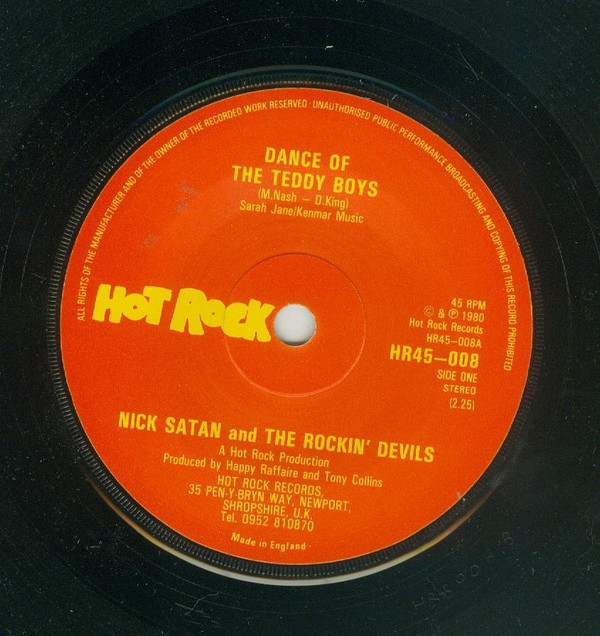 ALL RIGHTS OF THE MANUFACTURER AND OF THE OWNER OF THE RECORDED WORK RESERVED · UNAUTHORISED PUBLIC PERFORMANCE BROADCASTING AND COPYING OF THIS RECORD PROHIBITED
DANCE OF
THE TEDDY BOYS
(M.Nash – D.King)
Sarah Jane/Kenmar Music
HOT ROCK
45 RPM
© & ℗ 1980
Hot Rock Records
HR45–008A
HR45–008
SIDE ONE
STEREO
(2.25)
NICK SATAN and THE ROCKIN' DEVILS
A Hot Rock Production
Produced by Happy Raffaire and Tony Collins
HOT ROCK RECORDS,
35 PEN-Y-BRYN WAY, NEWPORT,
SHROPSHIRE, U.K.
Tel. 0952 810870
Made in England ·